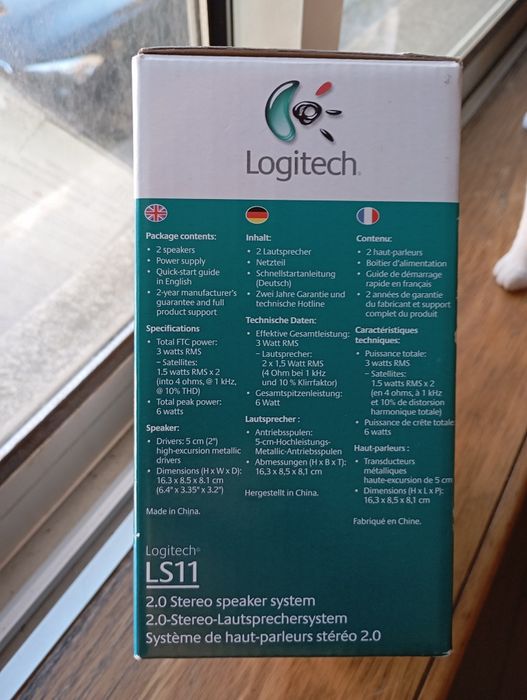 Logitech
Package contents:
• 2 speakers
• Power supply
• Quick-start guide
in English
• 2-year manufacturer's
guarantee and full
product support
Specifications
• Total FTC power:
3 watts RMS
– Satellites:
1.5 watts RMS x 2
(into 4 ohms, @ 1 kHz,
@ 10% THD)
• Total peak power:
6 watts
Speaker:
• Drivers: 5 cm (2")
high-excursion metallic
drivers
• Dimensions (H x W x D):
16.3 x 8.5 x 8.1 cm
(6.4" x 3.35" x 3.2")
Made in China.
Inhalt:
• 2 Lautsprecher
• Netzteil
• Schnellstartanleitung
(Deutsch)
• Zwei Jahre Garantie und
technische Hotline
Technische Daten:
• Effektive Gesamtleistung:
3 Watt RMS
– Lautsprecher:
2 x 1,5 Watt RMS
(4 Ohm bei 1 kHz
und 10 % Klirrfaktor)
• Gesamtspitzenleistung:
6 Watt
Lautsprecher :
• Antriebsspulen:
5-cm-Hochleistungs-
Metallic-Antriebsspulen
• Abmessungen (H x B x T):
16,3 x 8,5 x 8,1 cm
Hergestellt in China.
Contenu:
• 2 haut-parleurs
• Boitier d'alimentation
• Guide de démarrage
rapide en français
• 2 années de garantie
du fabricant et support
complet du produit
Caractéristiques
techniques:
• Puissance totale:
3 watts RMS
– Satellites:
1.5 watts RMS x 2
(en 4 ohms, à 1 kHz
et 10% de distorsion
harmonique totale)
• Puissance de crête totale:
6 watts
Haut-parleurs :
• Transducteurs
métalliques
haute-excursion de 5 cm
• Dimensions (H x L x P):
16,3 x 8,5 x 8,1 cm
Fabriqué en Chine.
Logitech®
LS11
2.0 Stereo speaker system
2.0-Stereo-Lautsprechersystem
Système de haut-parleurs stéréo 2.0